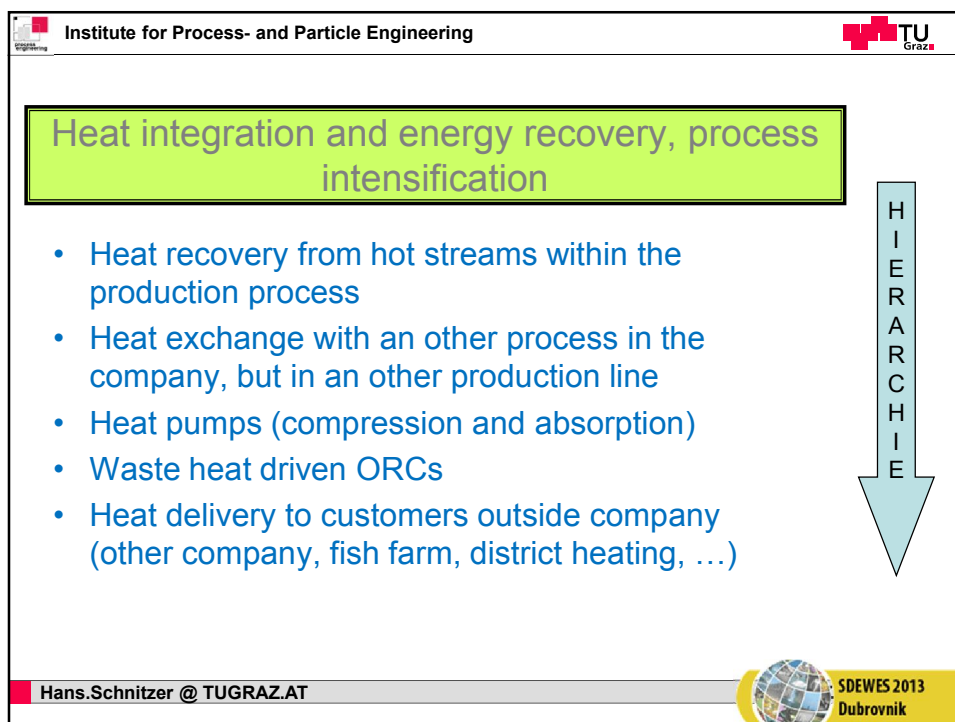 process
engineering
Institute for Process- and Particle Engineering
TU
Graz
Heat integration and energy recovery, process
intensification
• Heat recovery from hot streams within the
production process
• Heat exchange with an other process in the
company, but in an other production line
• Heat pumps (compression and absorption)
• Waste heat driven ORCs
• Heat delivery to customers outside company
(other company, fish farm, district heating, …)
H
I
E
R
A
R
C
H
I
E
Hans.Schnitzer @ TUGRAZ.AT
SDEWES 2013
Dubrovnik